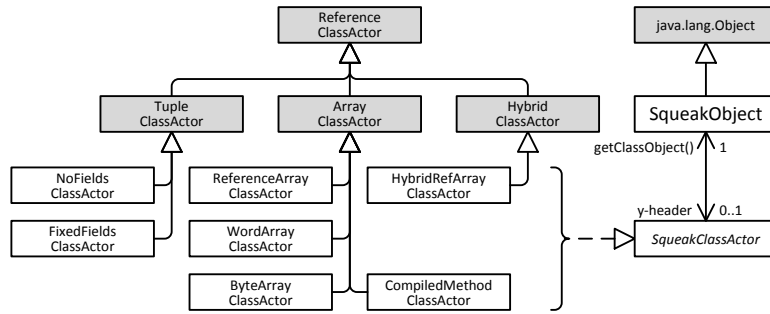 Reference
ClassActor
java.lang.Object
Tuple
ClassActor
Array
ClassActor
Hybrid
ClassActor
SqueakObject
getClassObject()
1
NoFields
ClassActor
ReferenceArray
ClassActor
HybridRefArray
ClassActor
y-header
0..1
FixedFields
ClassActor
WordArray
ClassActor
SqueakClassActor
ByteArray
ClassActor
CompiledMethod
ClassActor